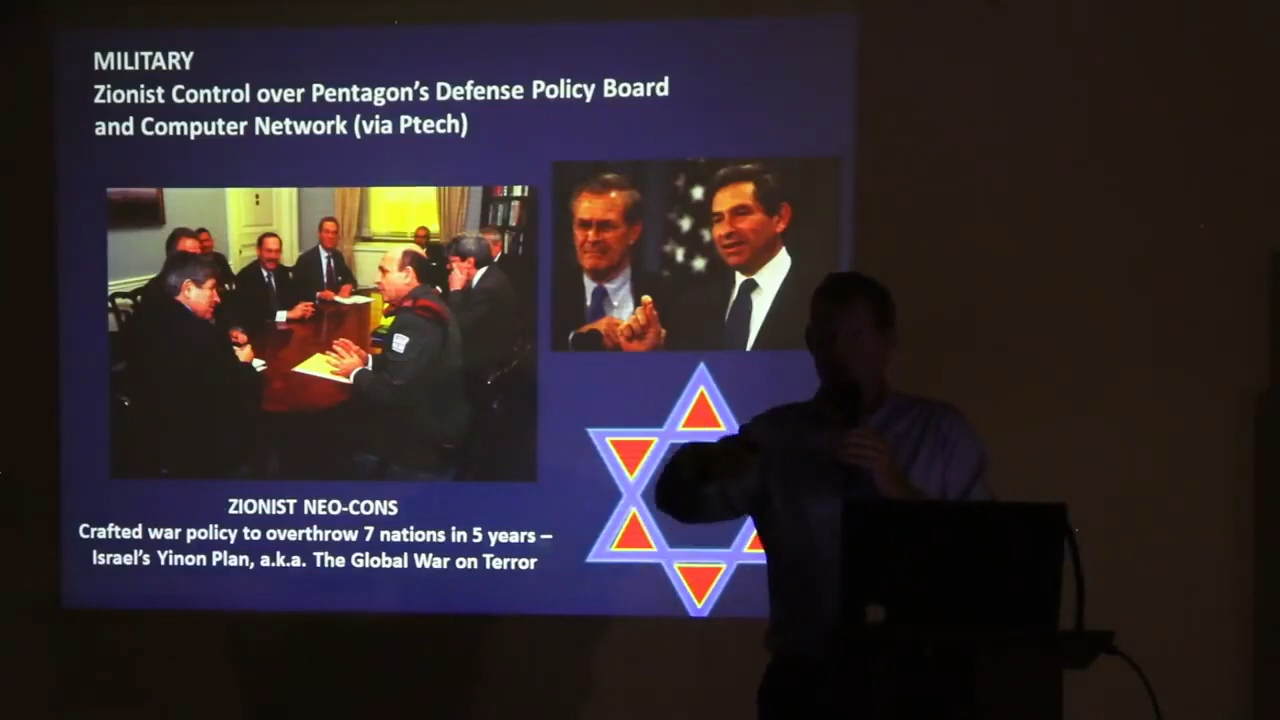 MILITARY
Zionist Control over Pentagon's Defense Policy Board
and Computer Network (via Ptech)
ZIONIST NEO-CONS
Crafted war policy to overthrow 7 nations in 5 years –
Israel's Yinon Plan, a.k.a. The Global War on Terror